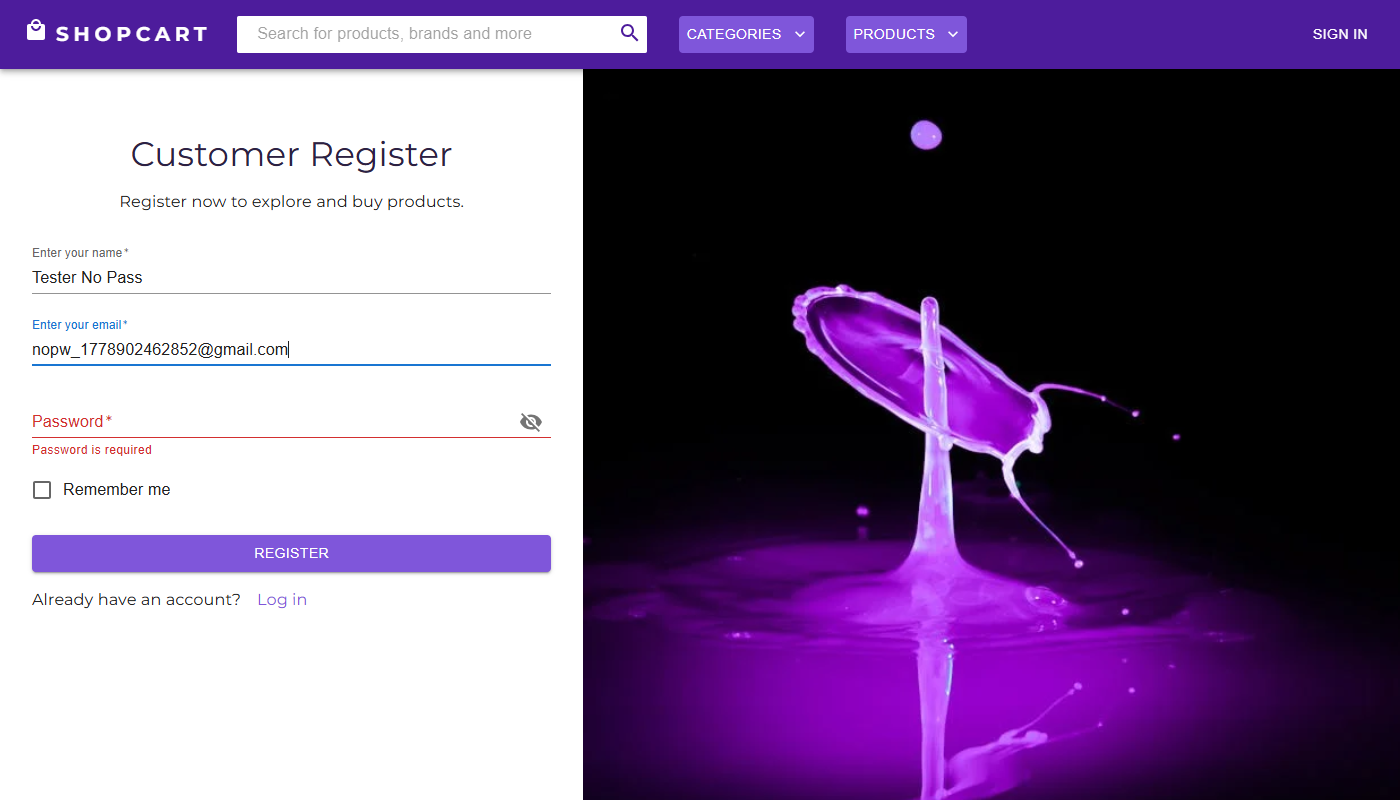 SHOPCART
Search for products, brands and more
CATEGORIES
PRODUCTS
SIGN IN
Customer Register
Register now to explore and buy products.
Enter your name *
Tester No Pass
Enter your email *
nopw_1778902462852@gmail.com
Password *
Password is required
Remember me
REGISTER
Already have an account? Log in